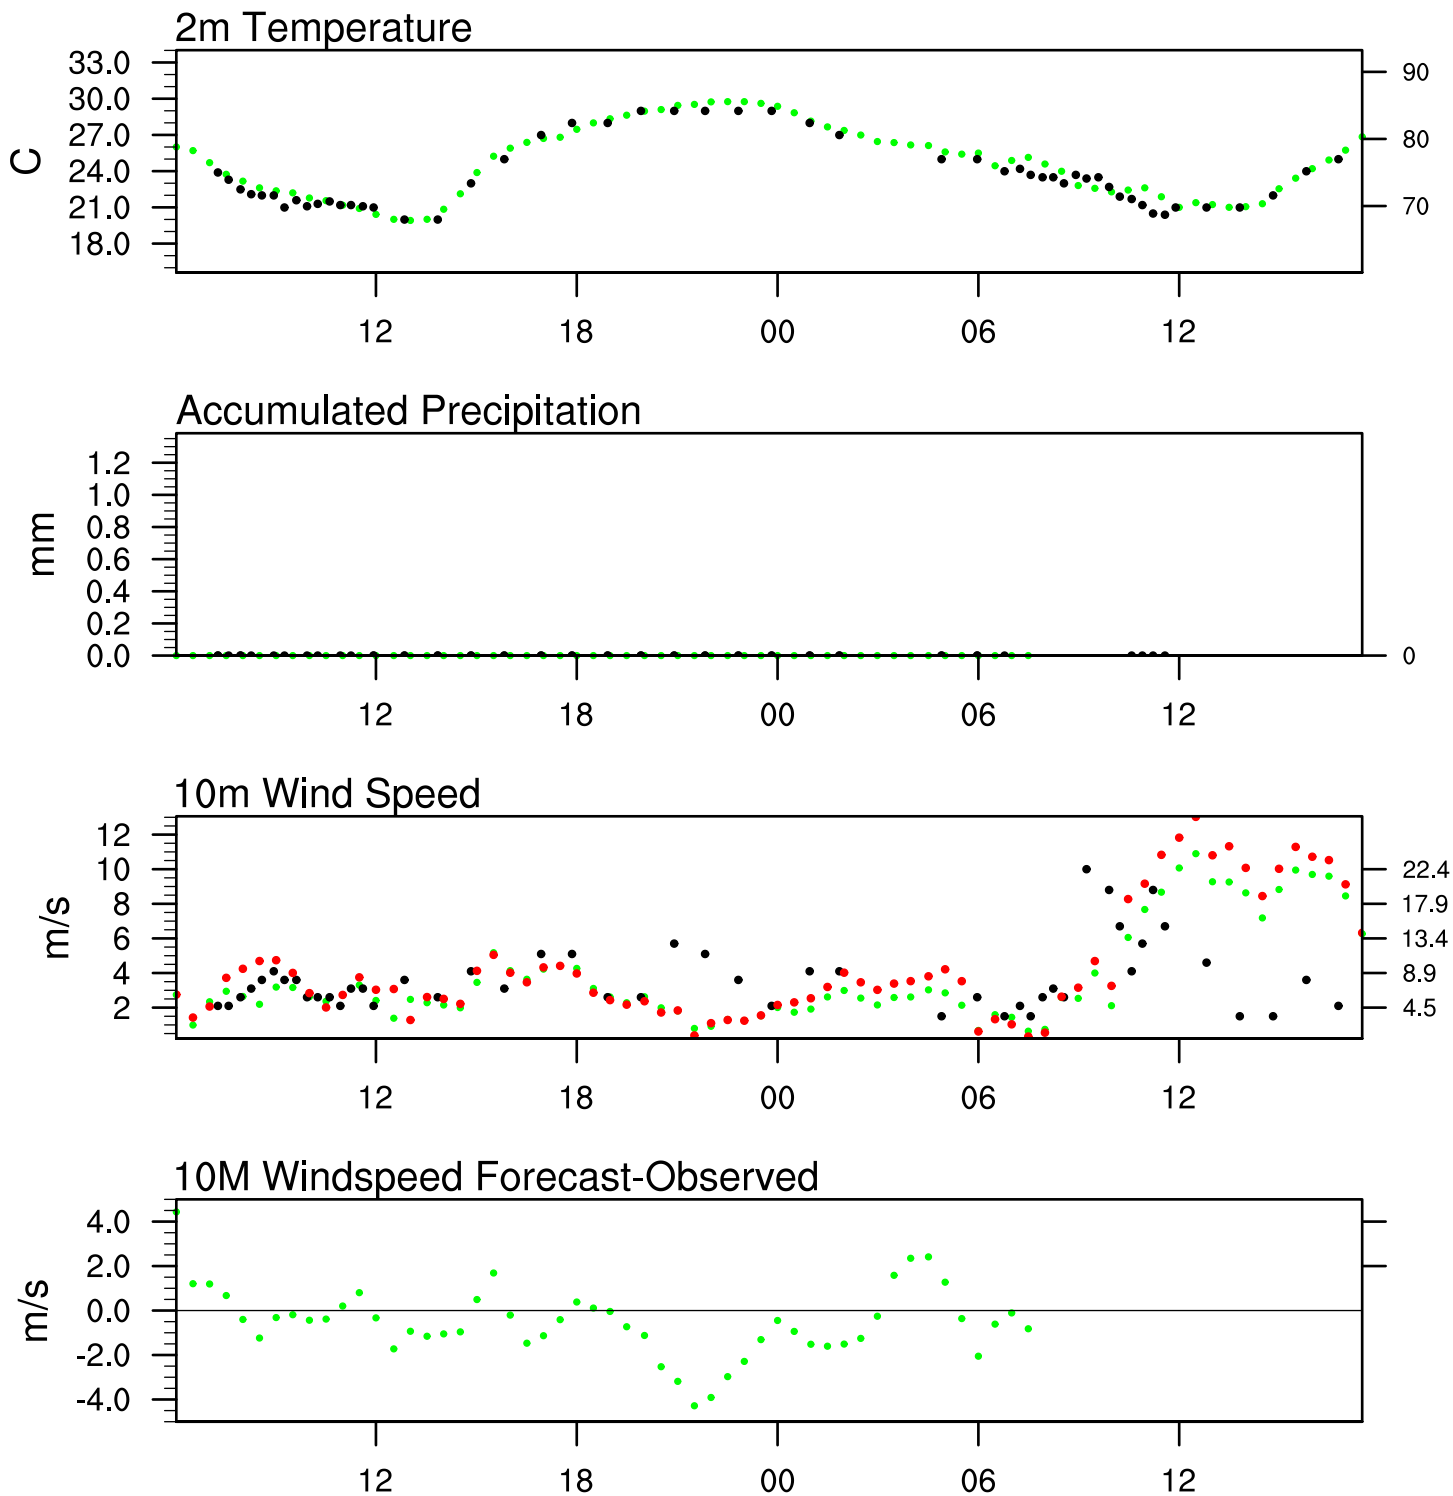 2m Temperature
33.0
30.0
27.0
24.0
21.0
18.0
C
90
80
70
12 18 00 06 12
Accumulated Precipitation
1.2
1.0
0.8
0.6
0.4
0.2
0.0
mm
0
12 18 00 06 12
10m Wind Speed
12
10
8
6
4
2
m/s
22.4
17.9
13.4
8.9
4.5
12 18 00 06 12
10M Windspeed Forecast-Observed
4.0
2.0
0.0
-2.0
-4.0
m/s
12 18 00 06 12